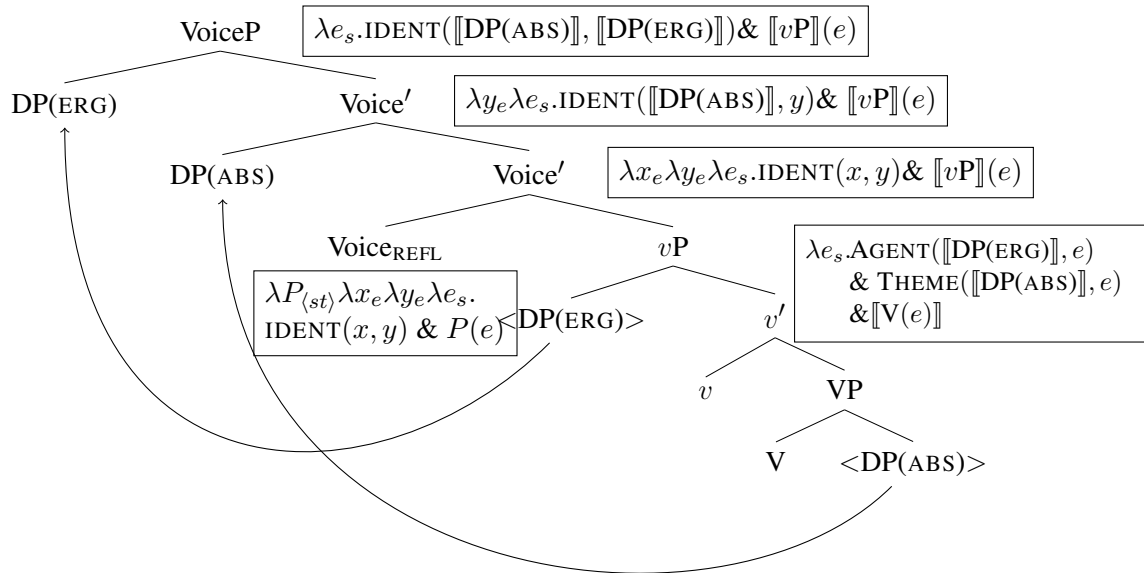 VoiceP
λe_s.IDENT(⟦DP(ABS)⟧, ⟦DP(ERG)⟧)& ⟦vP⟧(e)
DP(ERG)
Voice′
λy_eλe_s.IDENT(⟦DP(ABS)⟧, y)& ⟦vP⟧(e)
DP(ABS)
Voice′
λx_eλy_eλe_s.IDENT(x, y)& ⟦vP⟧(e)
Voice_REFL
vP
λe_s.AGENT(⟦DP(ERG)⟧, e)
& THEME(⟦DP(ABS)⟧, e)
&⟦V(e)⟧
λP_⟨st⟩λx_eλy_eλe_s.
IDENT(x, y) & P(e)
<DP(ERG)>
v′
v
VP
V
<DP(ABS)>